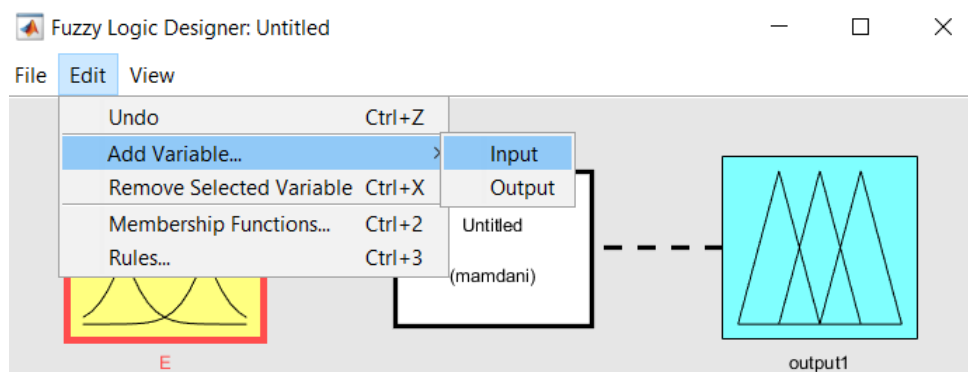 Fuzzy Logic Designer: Untitled
File Edit View
Undo Ctrl+Z
Add Variable... Input
Remove Selected Variable Ctrl+X Output
Membership Functions... Ctrl+2 Untitled
Rules... Ctrl+3 (mamdani)
E output1